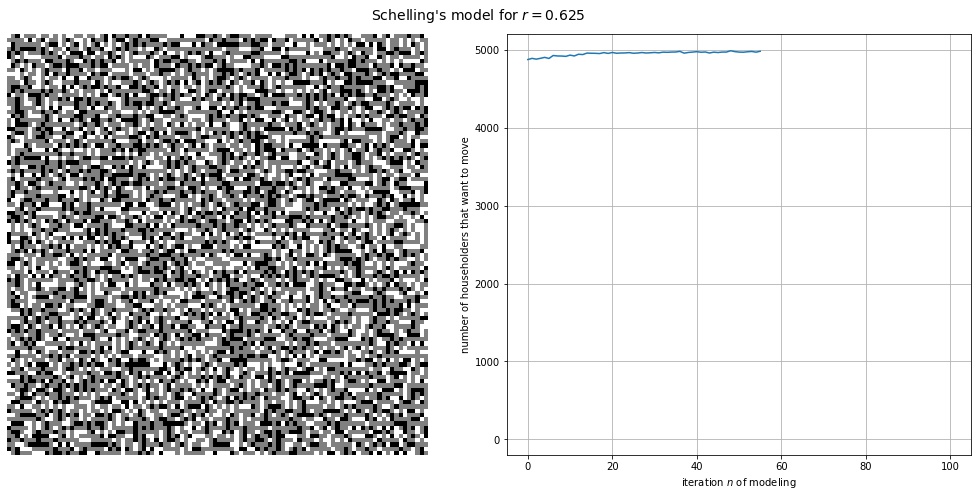 Schelling's model for r = 0.625
number of householders that want to move
5000
4000
3000
2000
1000
0
0 20 40 60 80 100
iteration n of modeling